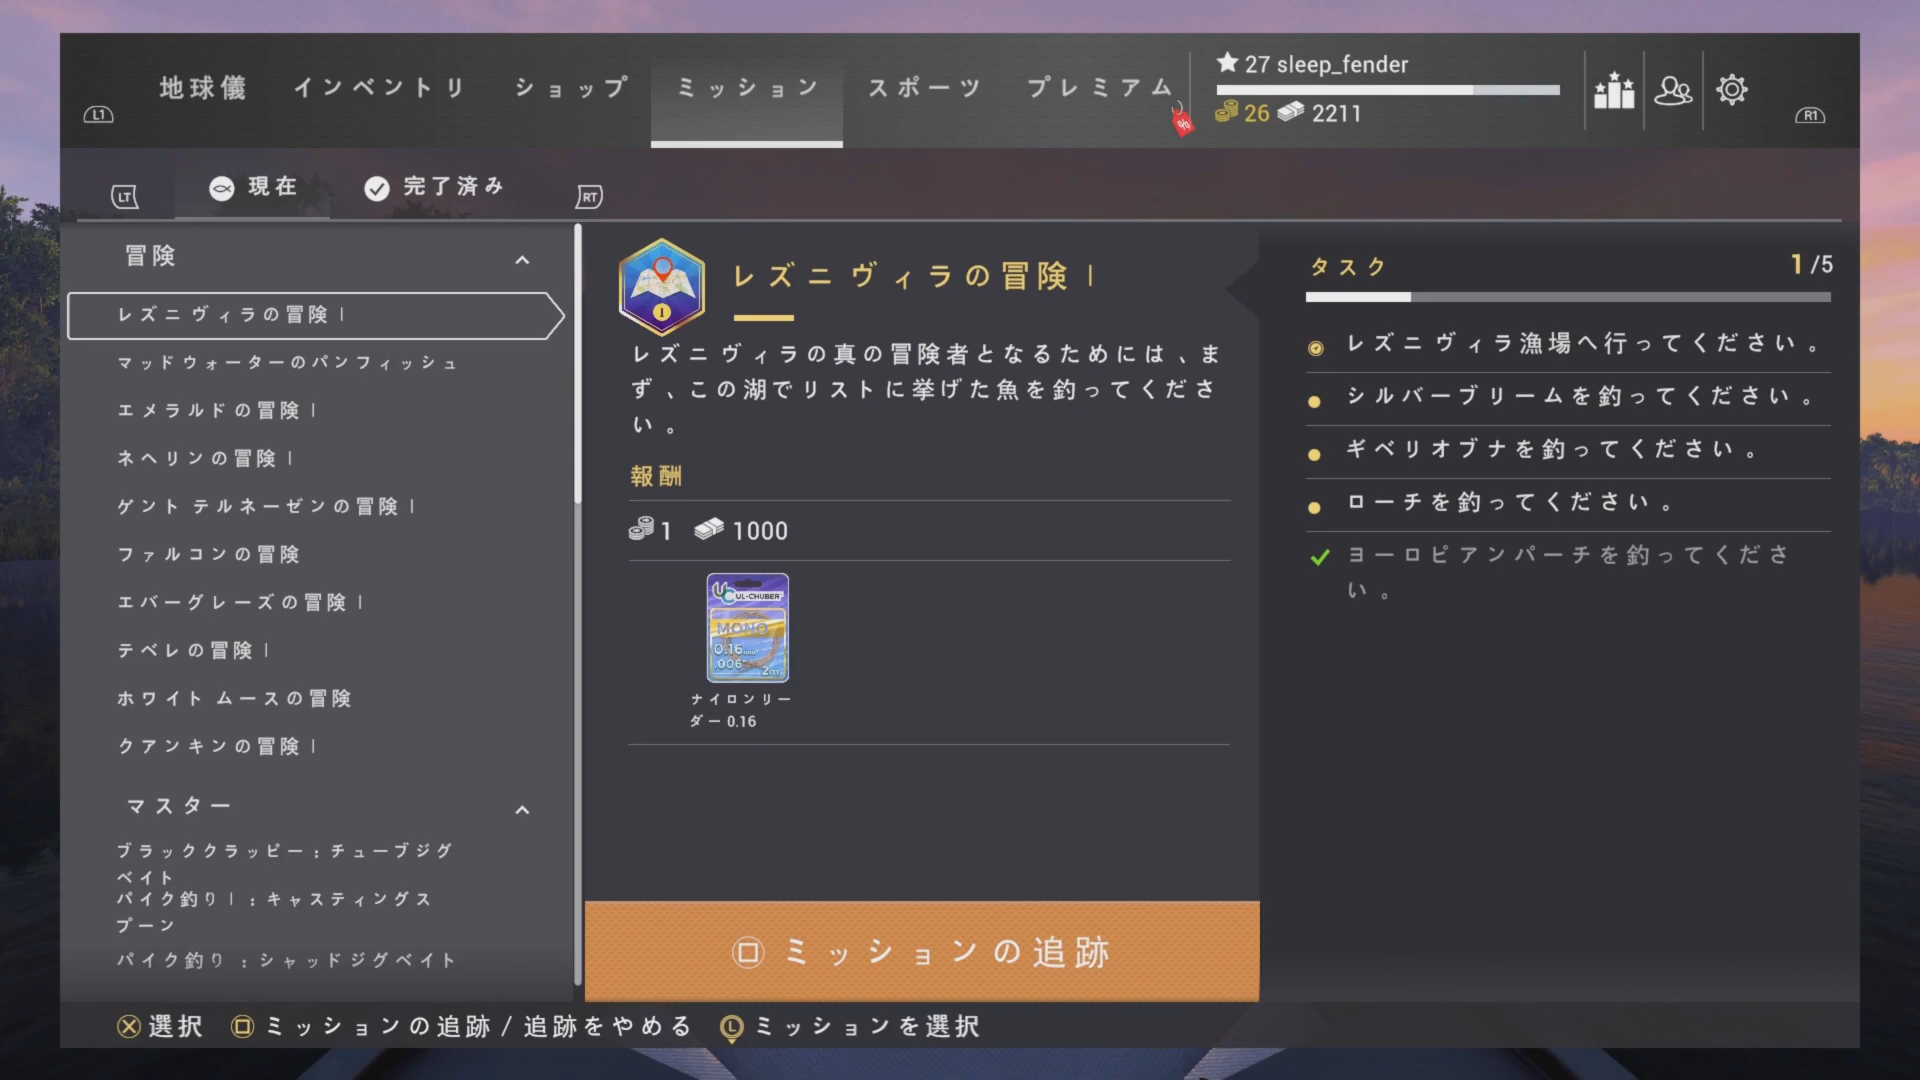 L1
地球儀
インベントリ
ショップ
ミッション
スポーツ
プレミアム
%
27 sleep_fender
26 2211
R1
LT
現在
完了済み
RT
冒険
レズニヴィラの冒険 I
マッドウォーターのパンフィッシュ
エメラルドの冒険 I
ネヘリンの冒険 I
ゲント テルネーゼンの冒険 I
ファルコンの冒険
エバーグレーズの冒険 I
テベレの冒険 I
ホワイト ムースの冒険
クアンキンの冒険 I
マスター
ブラッククラッピー:チューブジグ
ベイト
パイク釣り I :キャスティングス
プーン
パイク釣り :シャッドジグベイト
レズニヴィラの冒険 I
1
レズニヴィラの真の冒険者となるためには、ま
ず、この湖でリストに挙げた魚を釣ってくださ
い。
報酬
1 1000
UC UL-CHUBER
MONO
0.16mm
.006"
2m
ナイロンリー
ダー 0.16
ミッションの追跡
タスク
1 /5
レズニヴィラ漁場へ行ってください。
シルバーブリームを釣ってください。
ギベリオブナを釣ってください。
ローチを釣ってください。
ヨーロピアンパーチを釣ってくださ
い。
選択
ミッションの追跡 / 追跡をやめる
L ミッションを選択